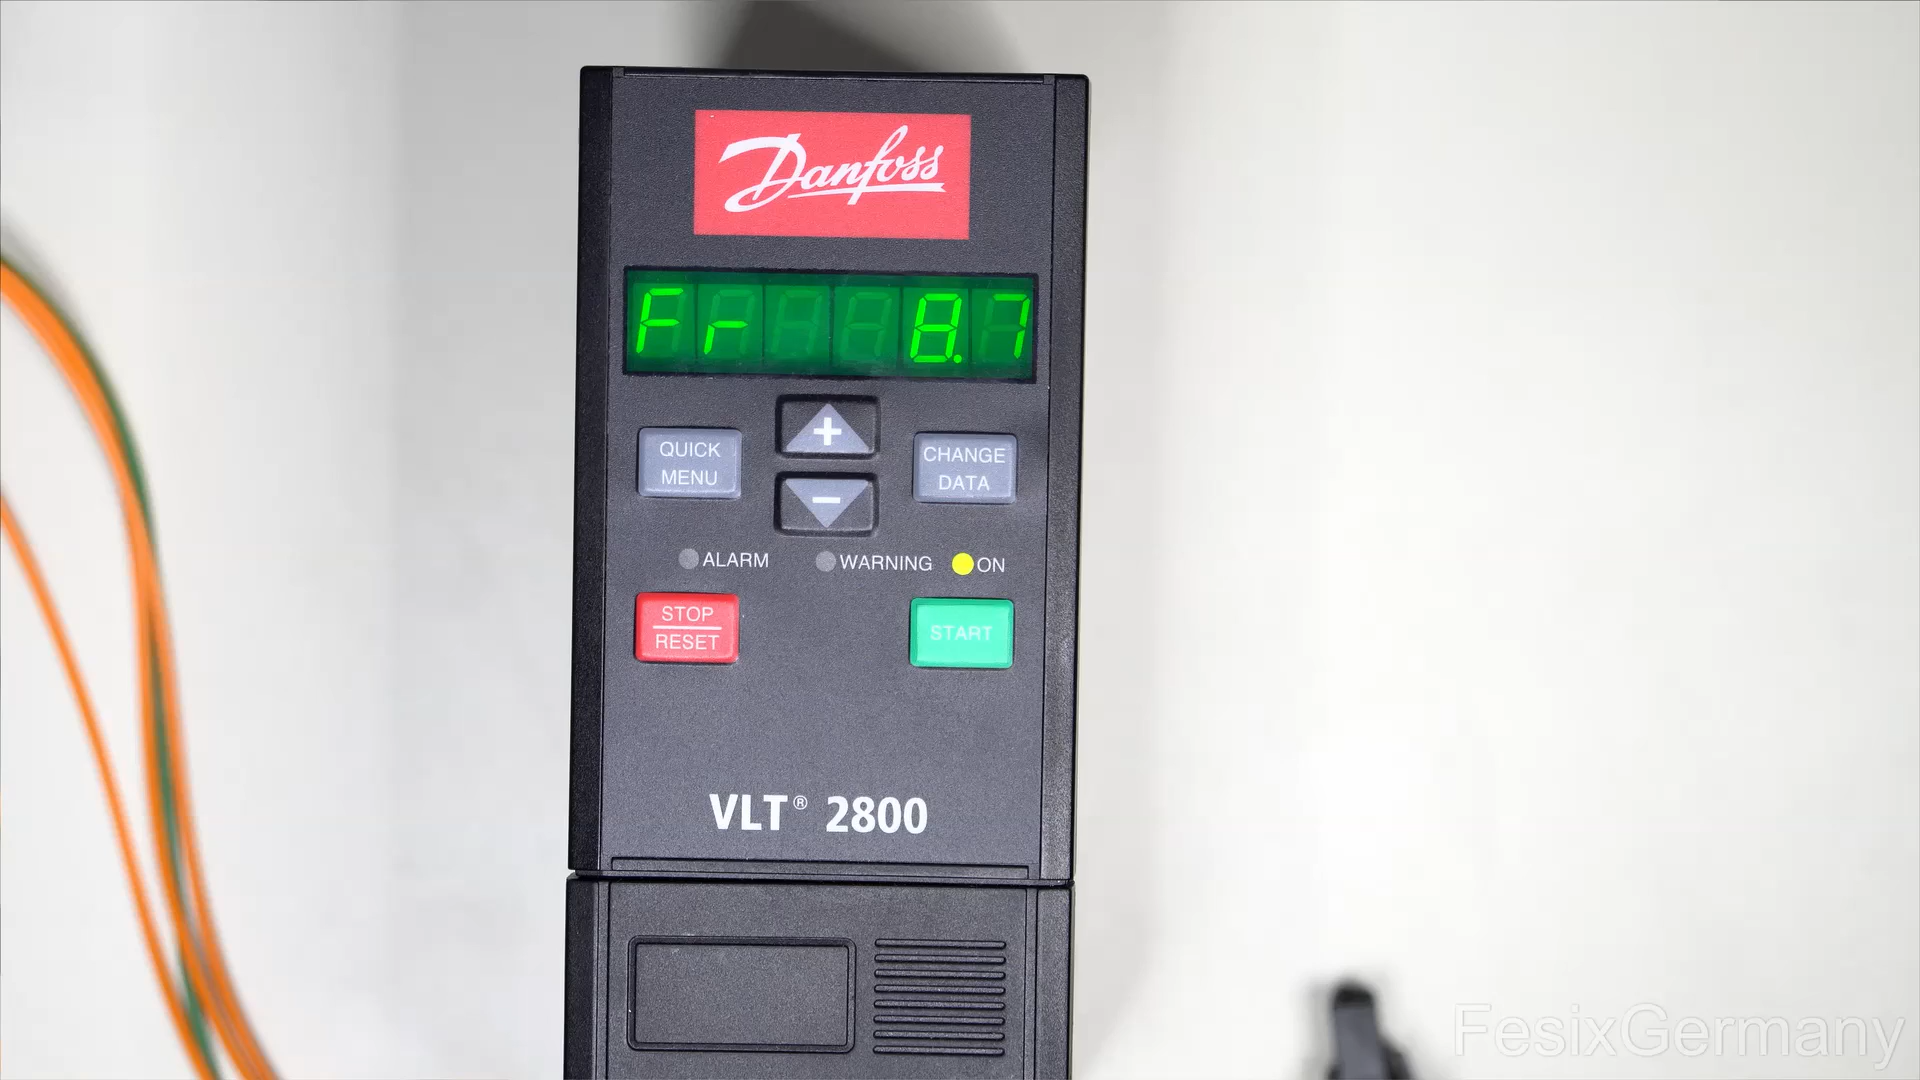 Danfoss
Fr 8.7
+
QUICK
MENU
CHANGE
DATA
-
ALARM
WARNING
ON
STOP
RESET
START
VLT® 2800
FesixGermany